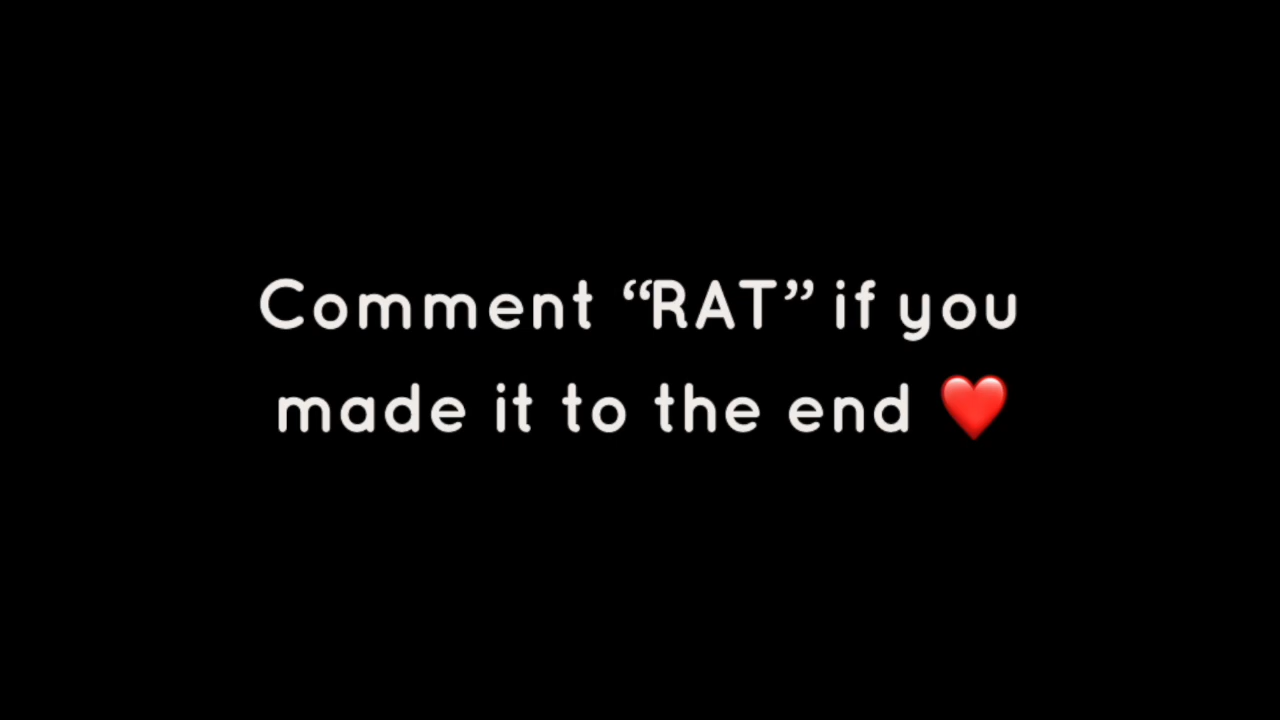 Comment “RAT” if you
made it to the end ❤️